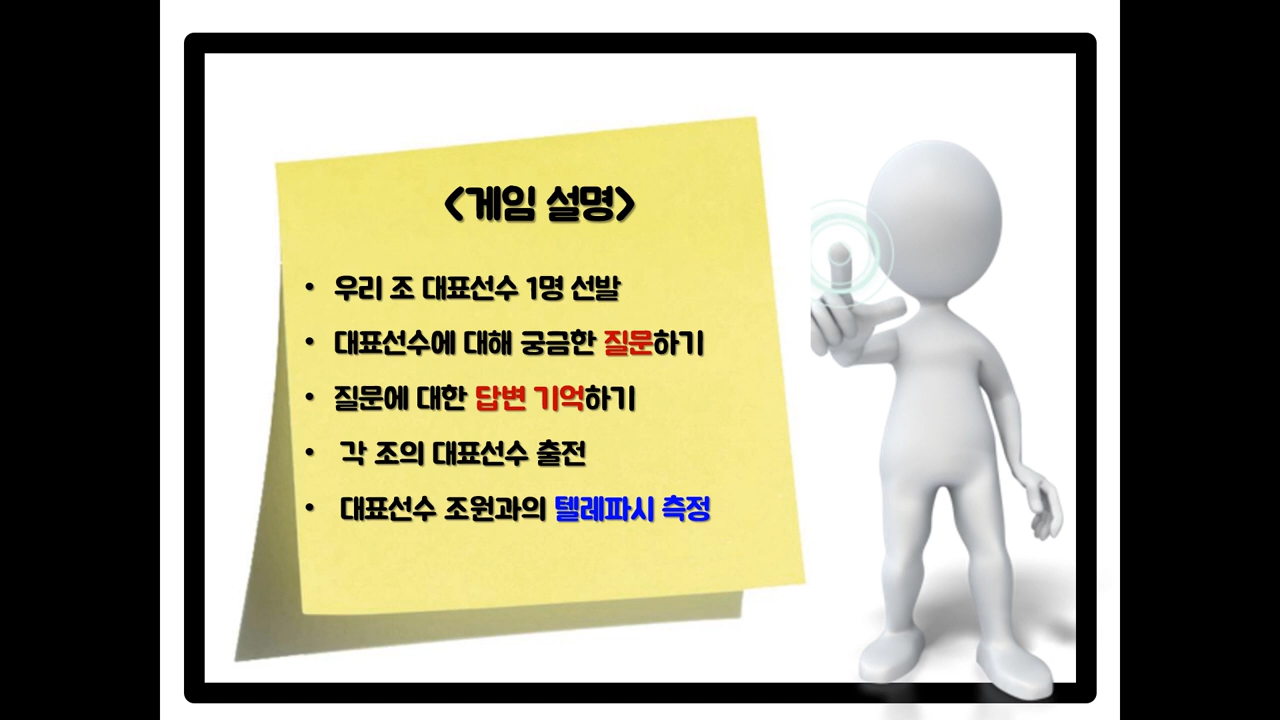 <게임 설명>
• 우리 조 대표선수 1명 선발
• 대표선수에 대해 궁금한 질문하기
• 질문에 대한 답변 기억하기
• 각 조의 대표선수 출전
• 대표선수 조원과의 텔레파시 측정